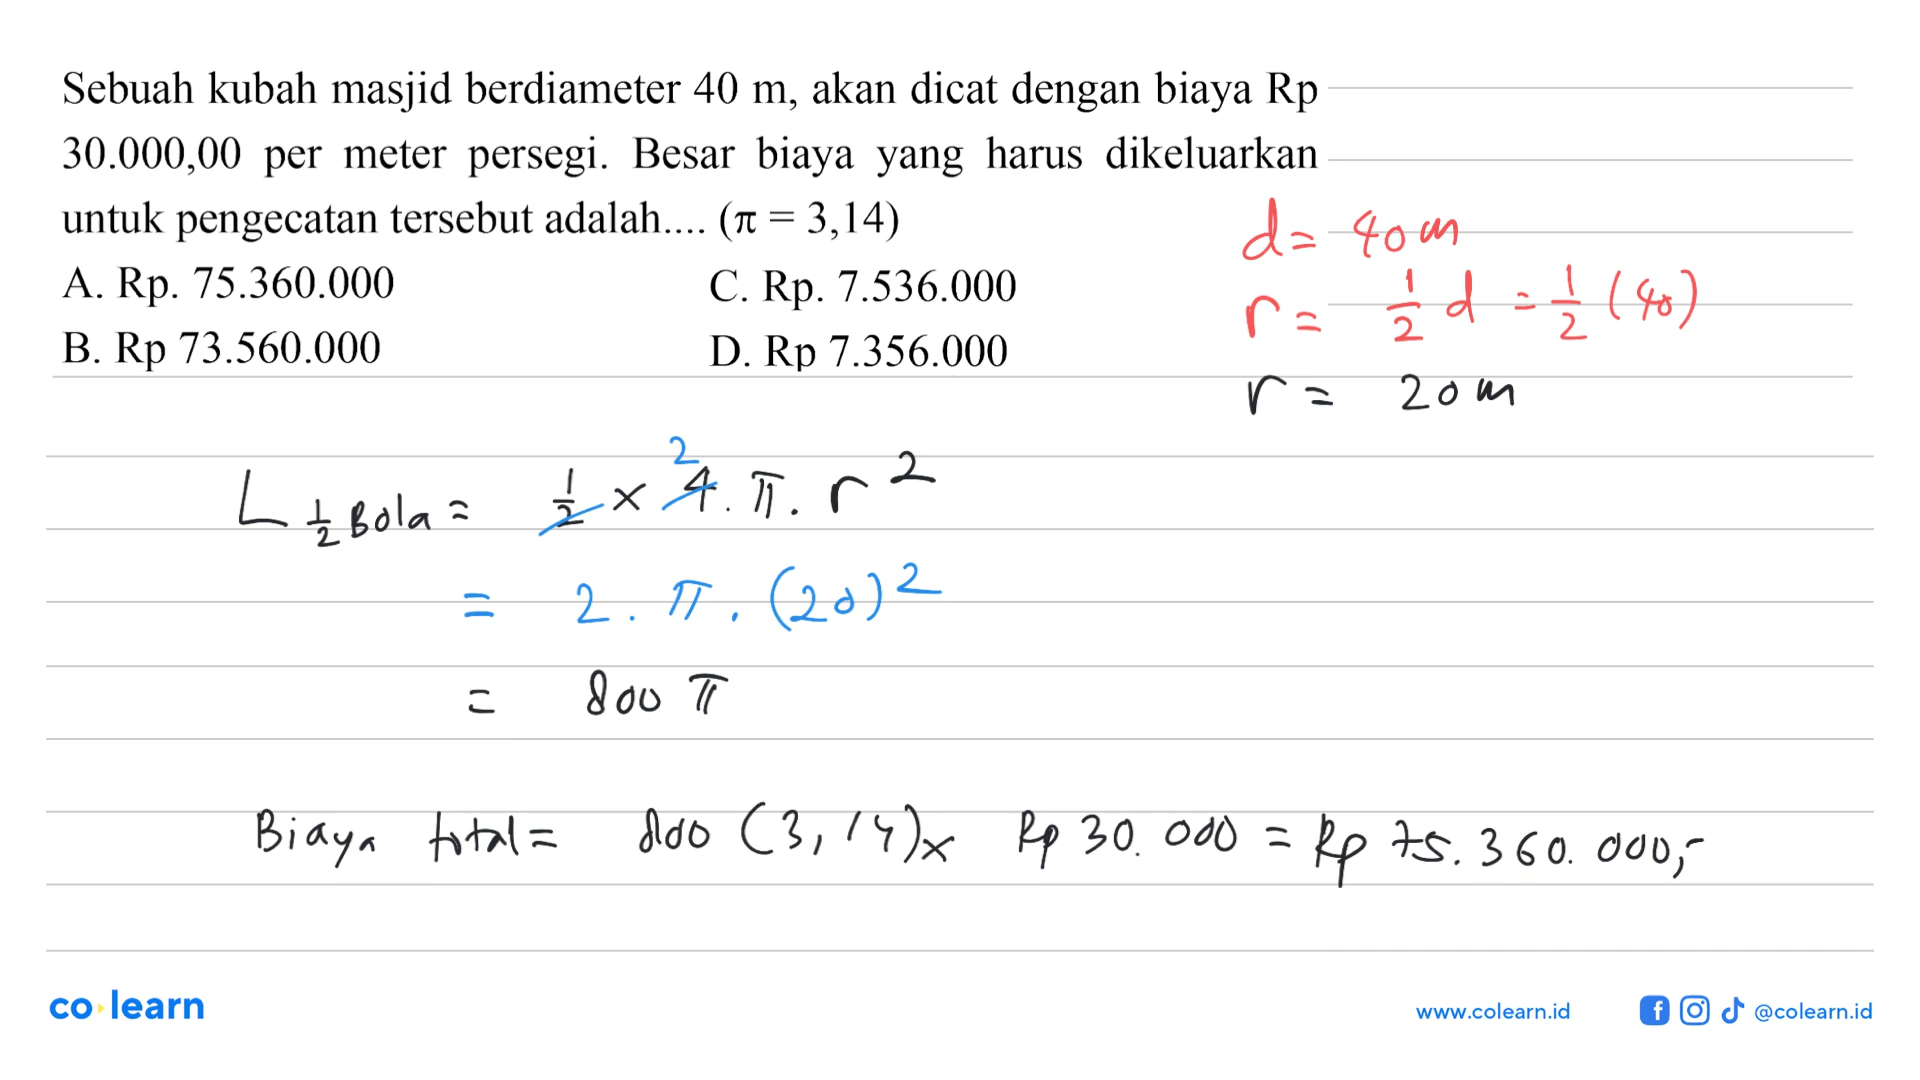 Sebuah kubah masjid berdiameter 40 m, akan dicat dengan biaya Rp
30.000,00 per meter persegi. Besar biaya yang harus dikeluarkan
untuk pengecatan tersebut adalah.... (π = 3,14)
A. Rp. 75.360.000 C. Rp. 7.536.000
B. Rp 73.560.000 D. Rp 7.356.000
d = 40 m
r = 1/2 d = 1/2 (40)
r = 20 m
L 1/2 Bola = 1/2 × 4 . π . r²
2
= 2 . π . (20)²
= 800 π
Biaya total = 800 (3,14) × Rp 30.000 = Rp 75.360.000,-
co learn
www.colearn.id @colearn.id